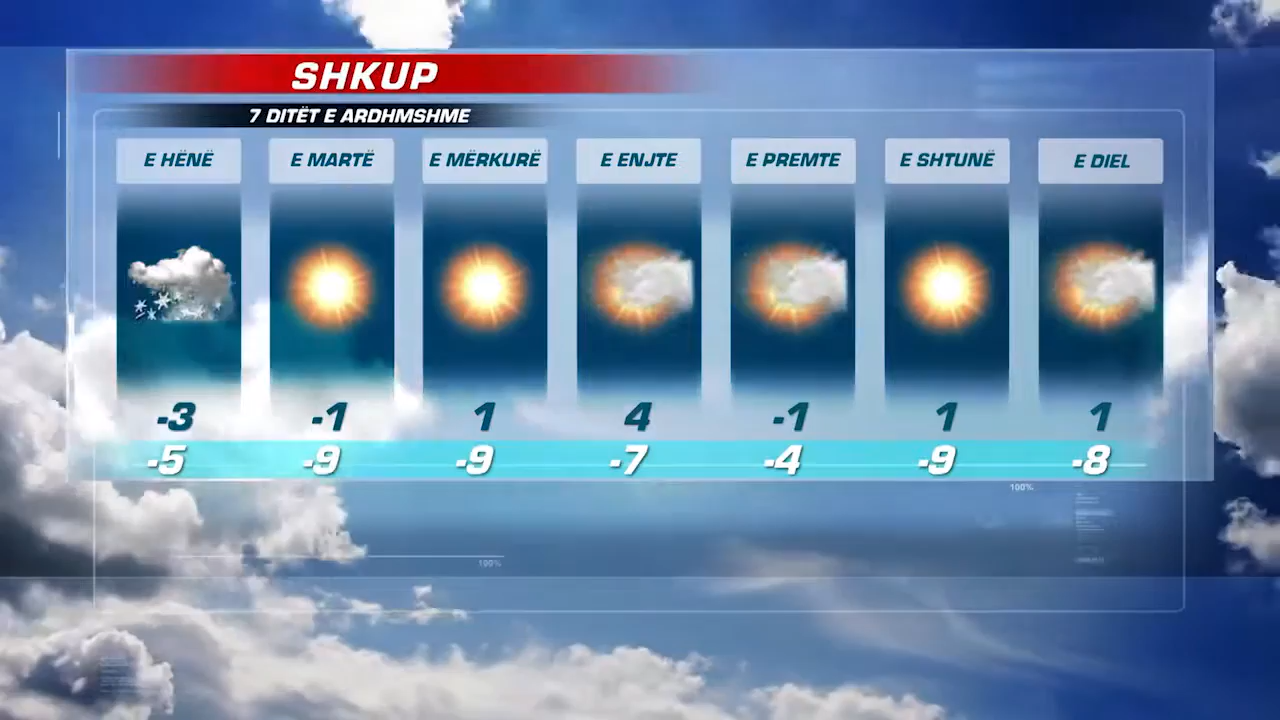 SHKUP
7 DITËT E ARDHMSHME
E HËNË E MARTË E MËRKURË E ENJTE E PREMTE E SHTUNË E DIEL
-3 -1 1 4 -1 1 1
-5 -9 -9 -7 -4 -9 -8
100%
100%